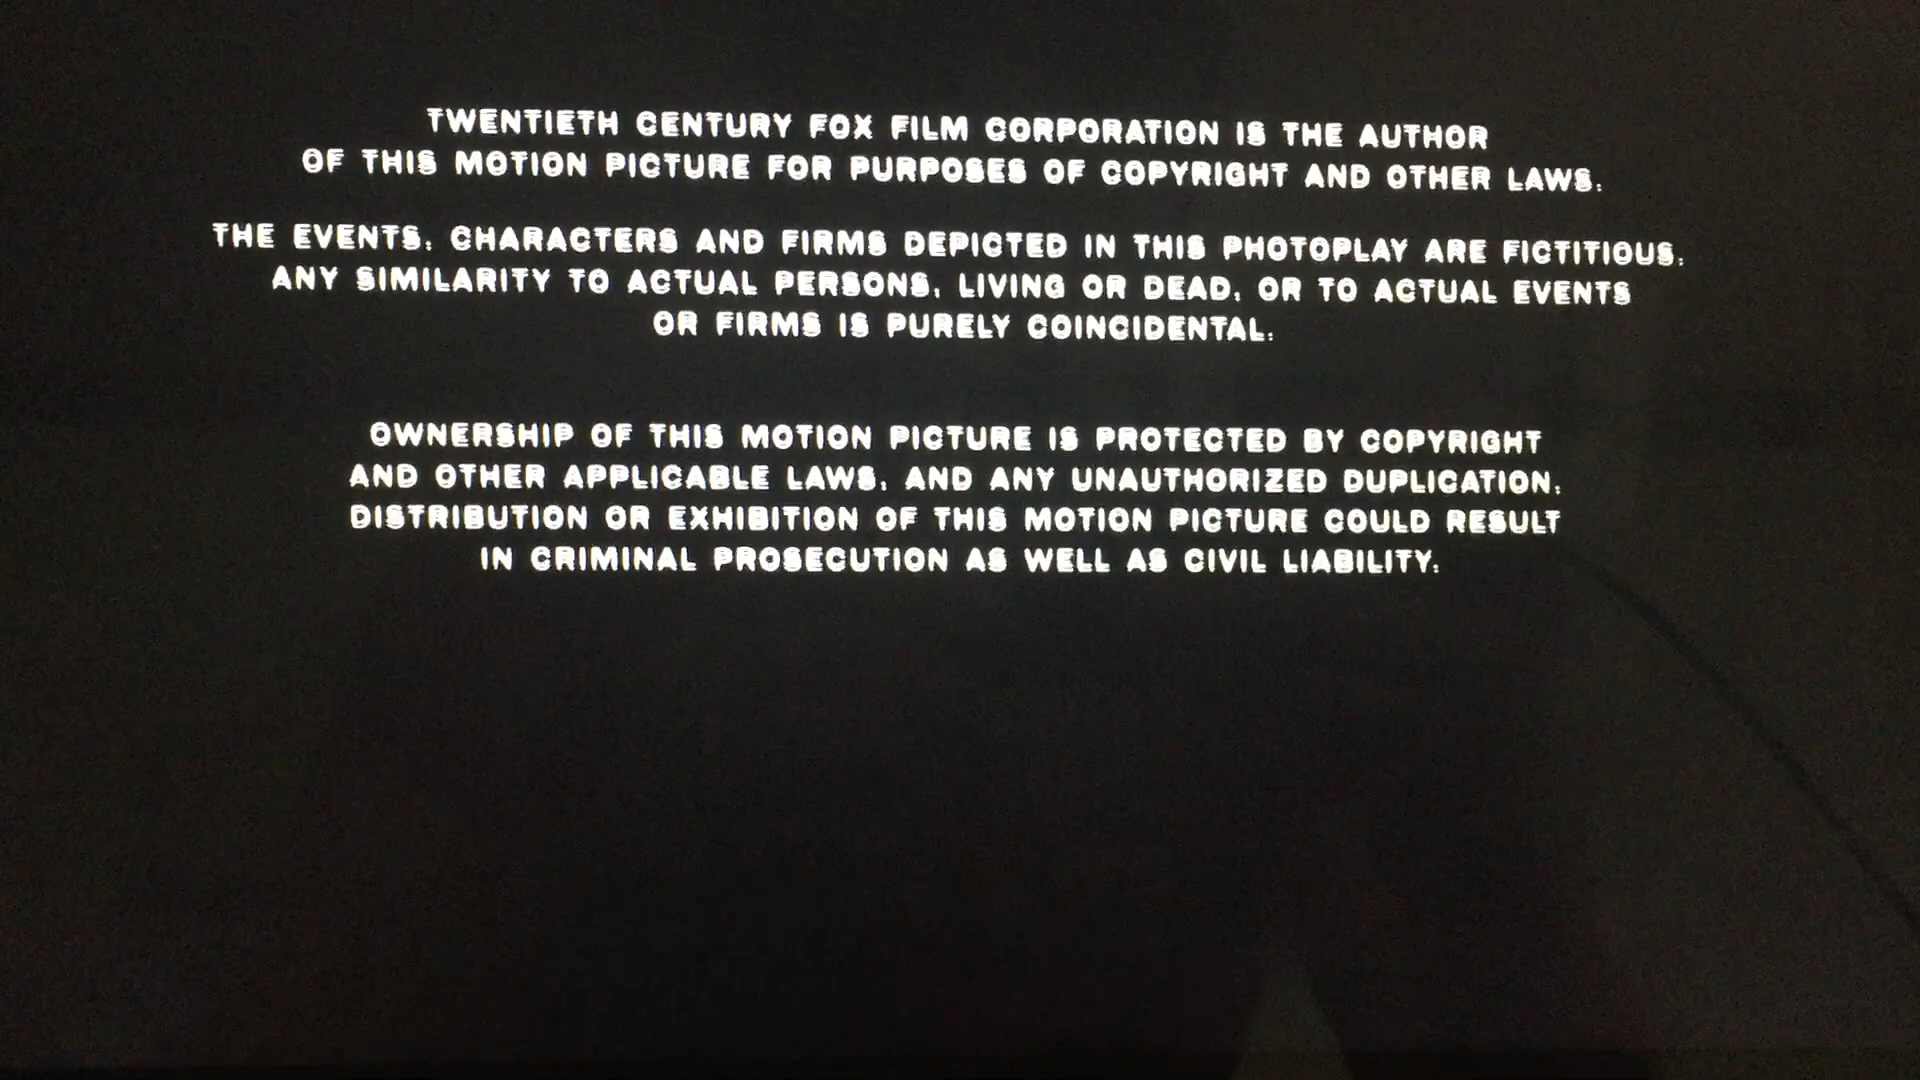 TWENTIETH CENTURY FOX FILM CORPORATION IS THE AUTHOR
OF THIS MOTION PICTURE FOR PURPOSES OF COPYRIGHT AND OTHER LAWS.
THE EVENTS, CHARACTERS AND FIRMS DEPICTED IN THIS PHOTOPLAY ARE FICTITIOUS.
ANY SIMILARITY TO ACTUAL PERSONS, LIVING OR DEAD, OR TO ACTUAL EVENTS
OR FIRMS IS PURELY COINCIDENTAL.
OWNERSHIP OF THIS MOTION PICTURE IS PROTECTED BY COPYRIGHT
AND OTHER APPLICABLE LAWS, AND ANY UNAUTHORIZED DUPLICATION,
DISTRIBUTION OR EXHIBITION OF THIS MOTION PICTURE COULD RESULT
IN CRIMINAL PROSECUTION AS WELL AS CIVIL LIABILITY.